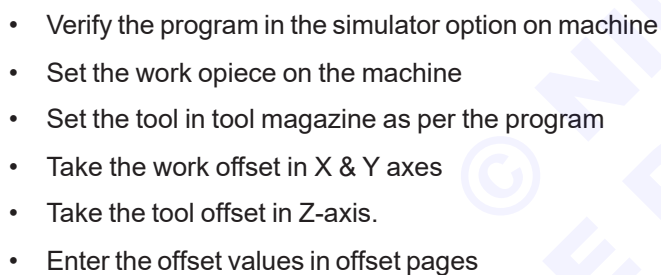 • Verify the program in the simulator option on machine
• Set the work opiece on the machine
• Set the tool in tool magazine as per the program
• Take the work offset in X & Y axes
• Take the tool offset in Z-axis.
• Enter the offset values in offset pages
©